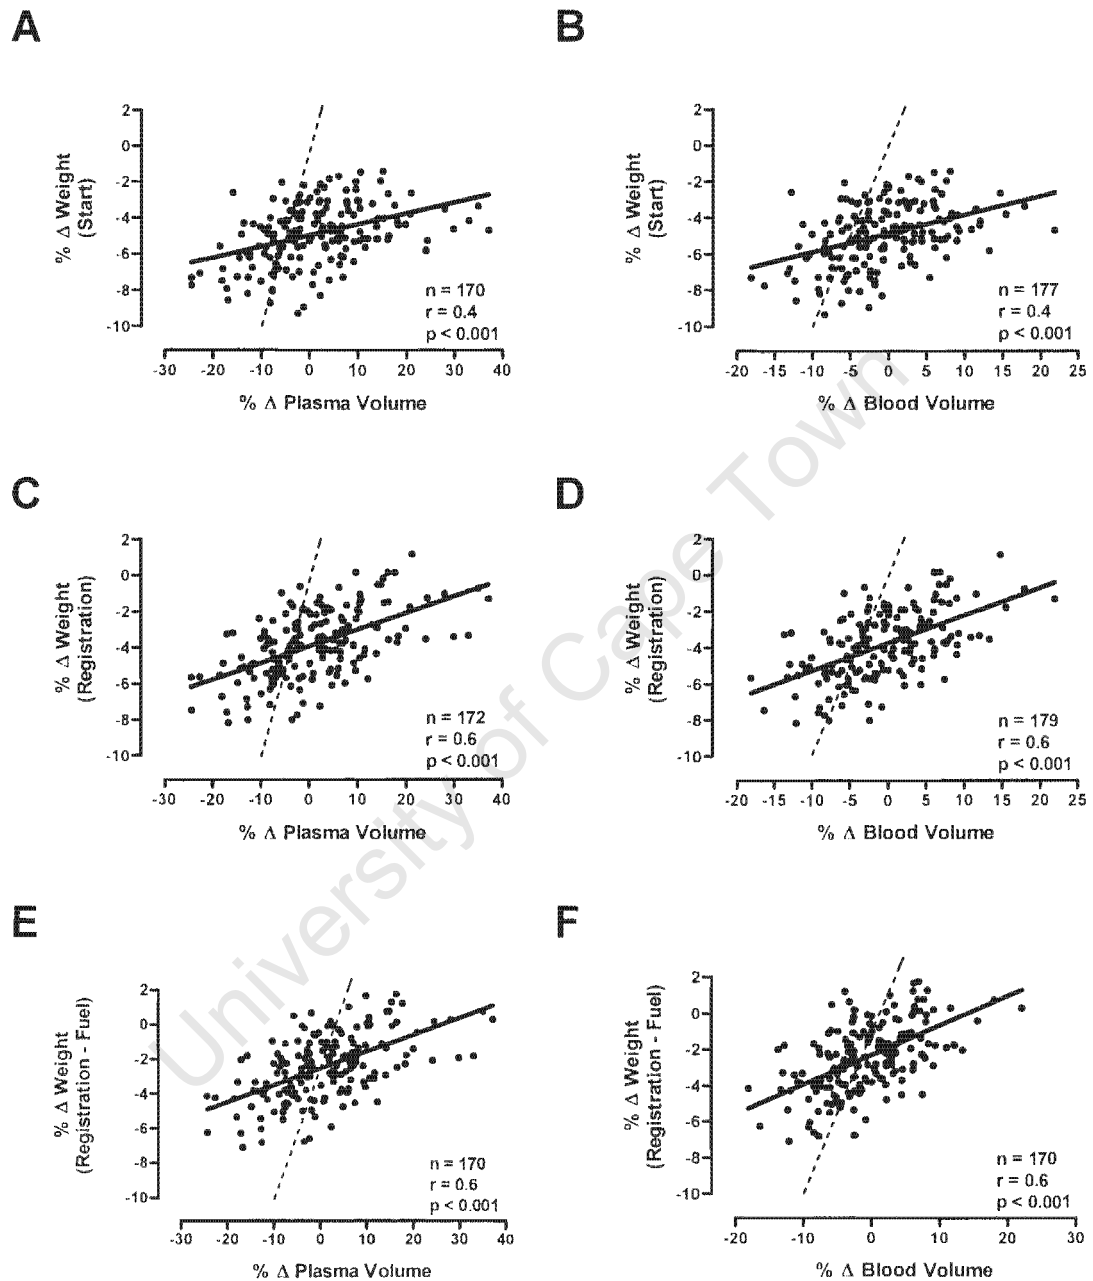 A
2
0
-2
-4
-6
-8
-10
% Δ Weight
(Start)
n = 170
r = 0.4
p < 0.001
-30 -20 -10 0 10 20 30 40
% Δ Plasma Volume
B
2
0
-2
-4
-6
-8
-10
% Δ Weight
(Start)
n = 177
r = 0.4
p < 0.001
-20 -15 -10 -5 0 5 10 15 20 25
% Δ Blood Volume
C
2
0
-2
-4
-6
-8
-10
% Δ Weight
(Registration)
n = 172
r = 0.6
p < 0.001
-30 -20 -10 0 10 20 30 40
% Δ Plasma Volume
D
2
0
-2
-4
-6
-8
-10
% Δ Weight
(Registration)
n = 179
r = 0.6
p < 0.001
-20 -15 -10 -5 0 5 10 15 20 25
% Δ Blood Volume
E
2
0
-2
-4
-6
-8
-10
% Δ Weight
(Registration - Fuel)
n = 170
r = 0.6
p < 0.001
-30 -20 -10 0 10 20 30 40
% Δ Plasma Volume
F
2
0
-2
-4
-6
-8
-10
% Δ Weight
(Registration - Fuel)
n = 170
r = 0.6
p < 0.001
-20 -10 0 10 20 30
% Δ Blood Volume
University of Cape Town